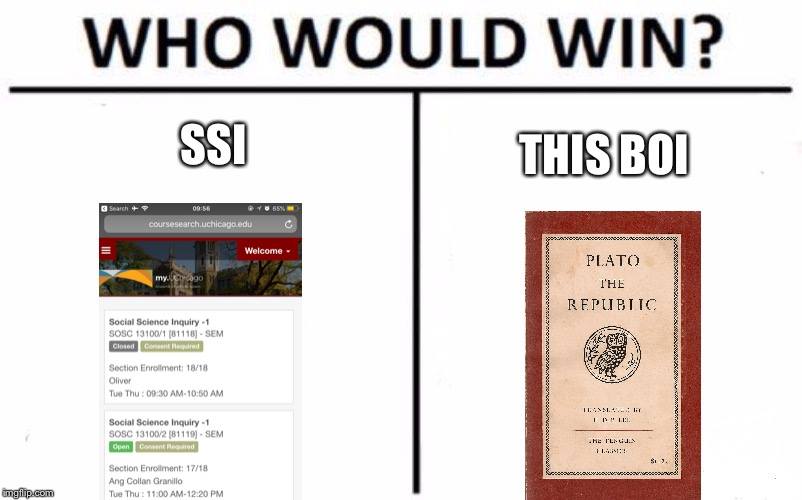 WHO WOULD WIN?
SSI
THIS BOI
Search
09:56
65%
coursesearch.uchicago.edu
Welcome
my.UChicago
Social Science Inquiry -1
SOSC 13100/1 [81118] - SEM
Closed Consent Required
Section Enrollment: 18/18
Oliver
Tue Thu : 09:30 AM-10:50 AM
Social Science Inquiry -1
SOSC 13100/2 [81119] - SEM
Open Consent Required
Section Enrollment: 17/18
Ang Collan Granillo
Tue Thu : 11:00 AM-12:20 PM
PLATO
THE
REPUBLIC
TRANSLATED BY
THE PENGUIN
CLASSICS
imgflip.com